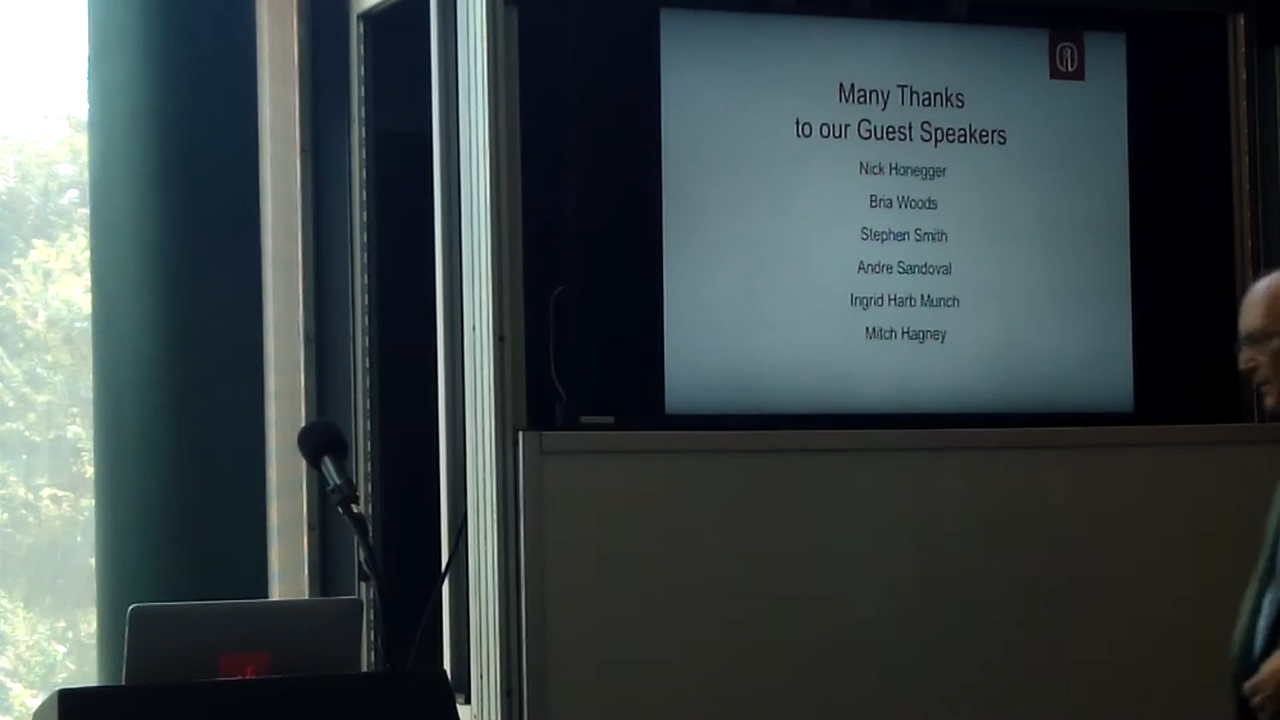 Many Thanks
to our Guest Speakers
Nick Honegger
Bria Woods
Stephen Smith
Andre Sandoval
Ingrid Harb Munch
Mitch Hagney